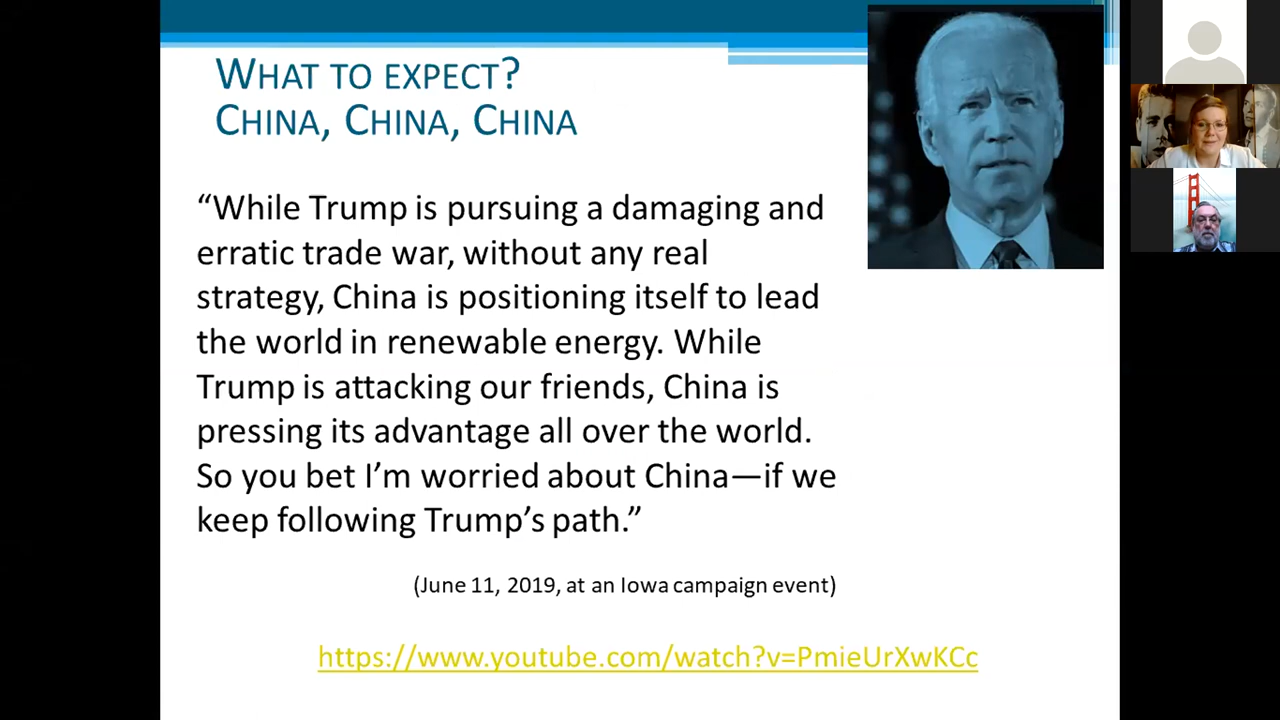 WHAT TO EXPECT?
CHINA, CHINA, CHINA
“While Trump is pursuing a damaging and
erratic trade war, without any real
strategy, China is positioning itself to lead
the world in renewable energy. While
Trump is attacking our friends, China is
pressing its advantage all over the world.
So you bet I’m worried about China—if we
keep following Trump’s path.”
(June 11, 2019, at an Iowa campaign event)
https://www.youtube.com/watch?v=PmieUrXwKCc